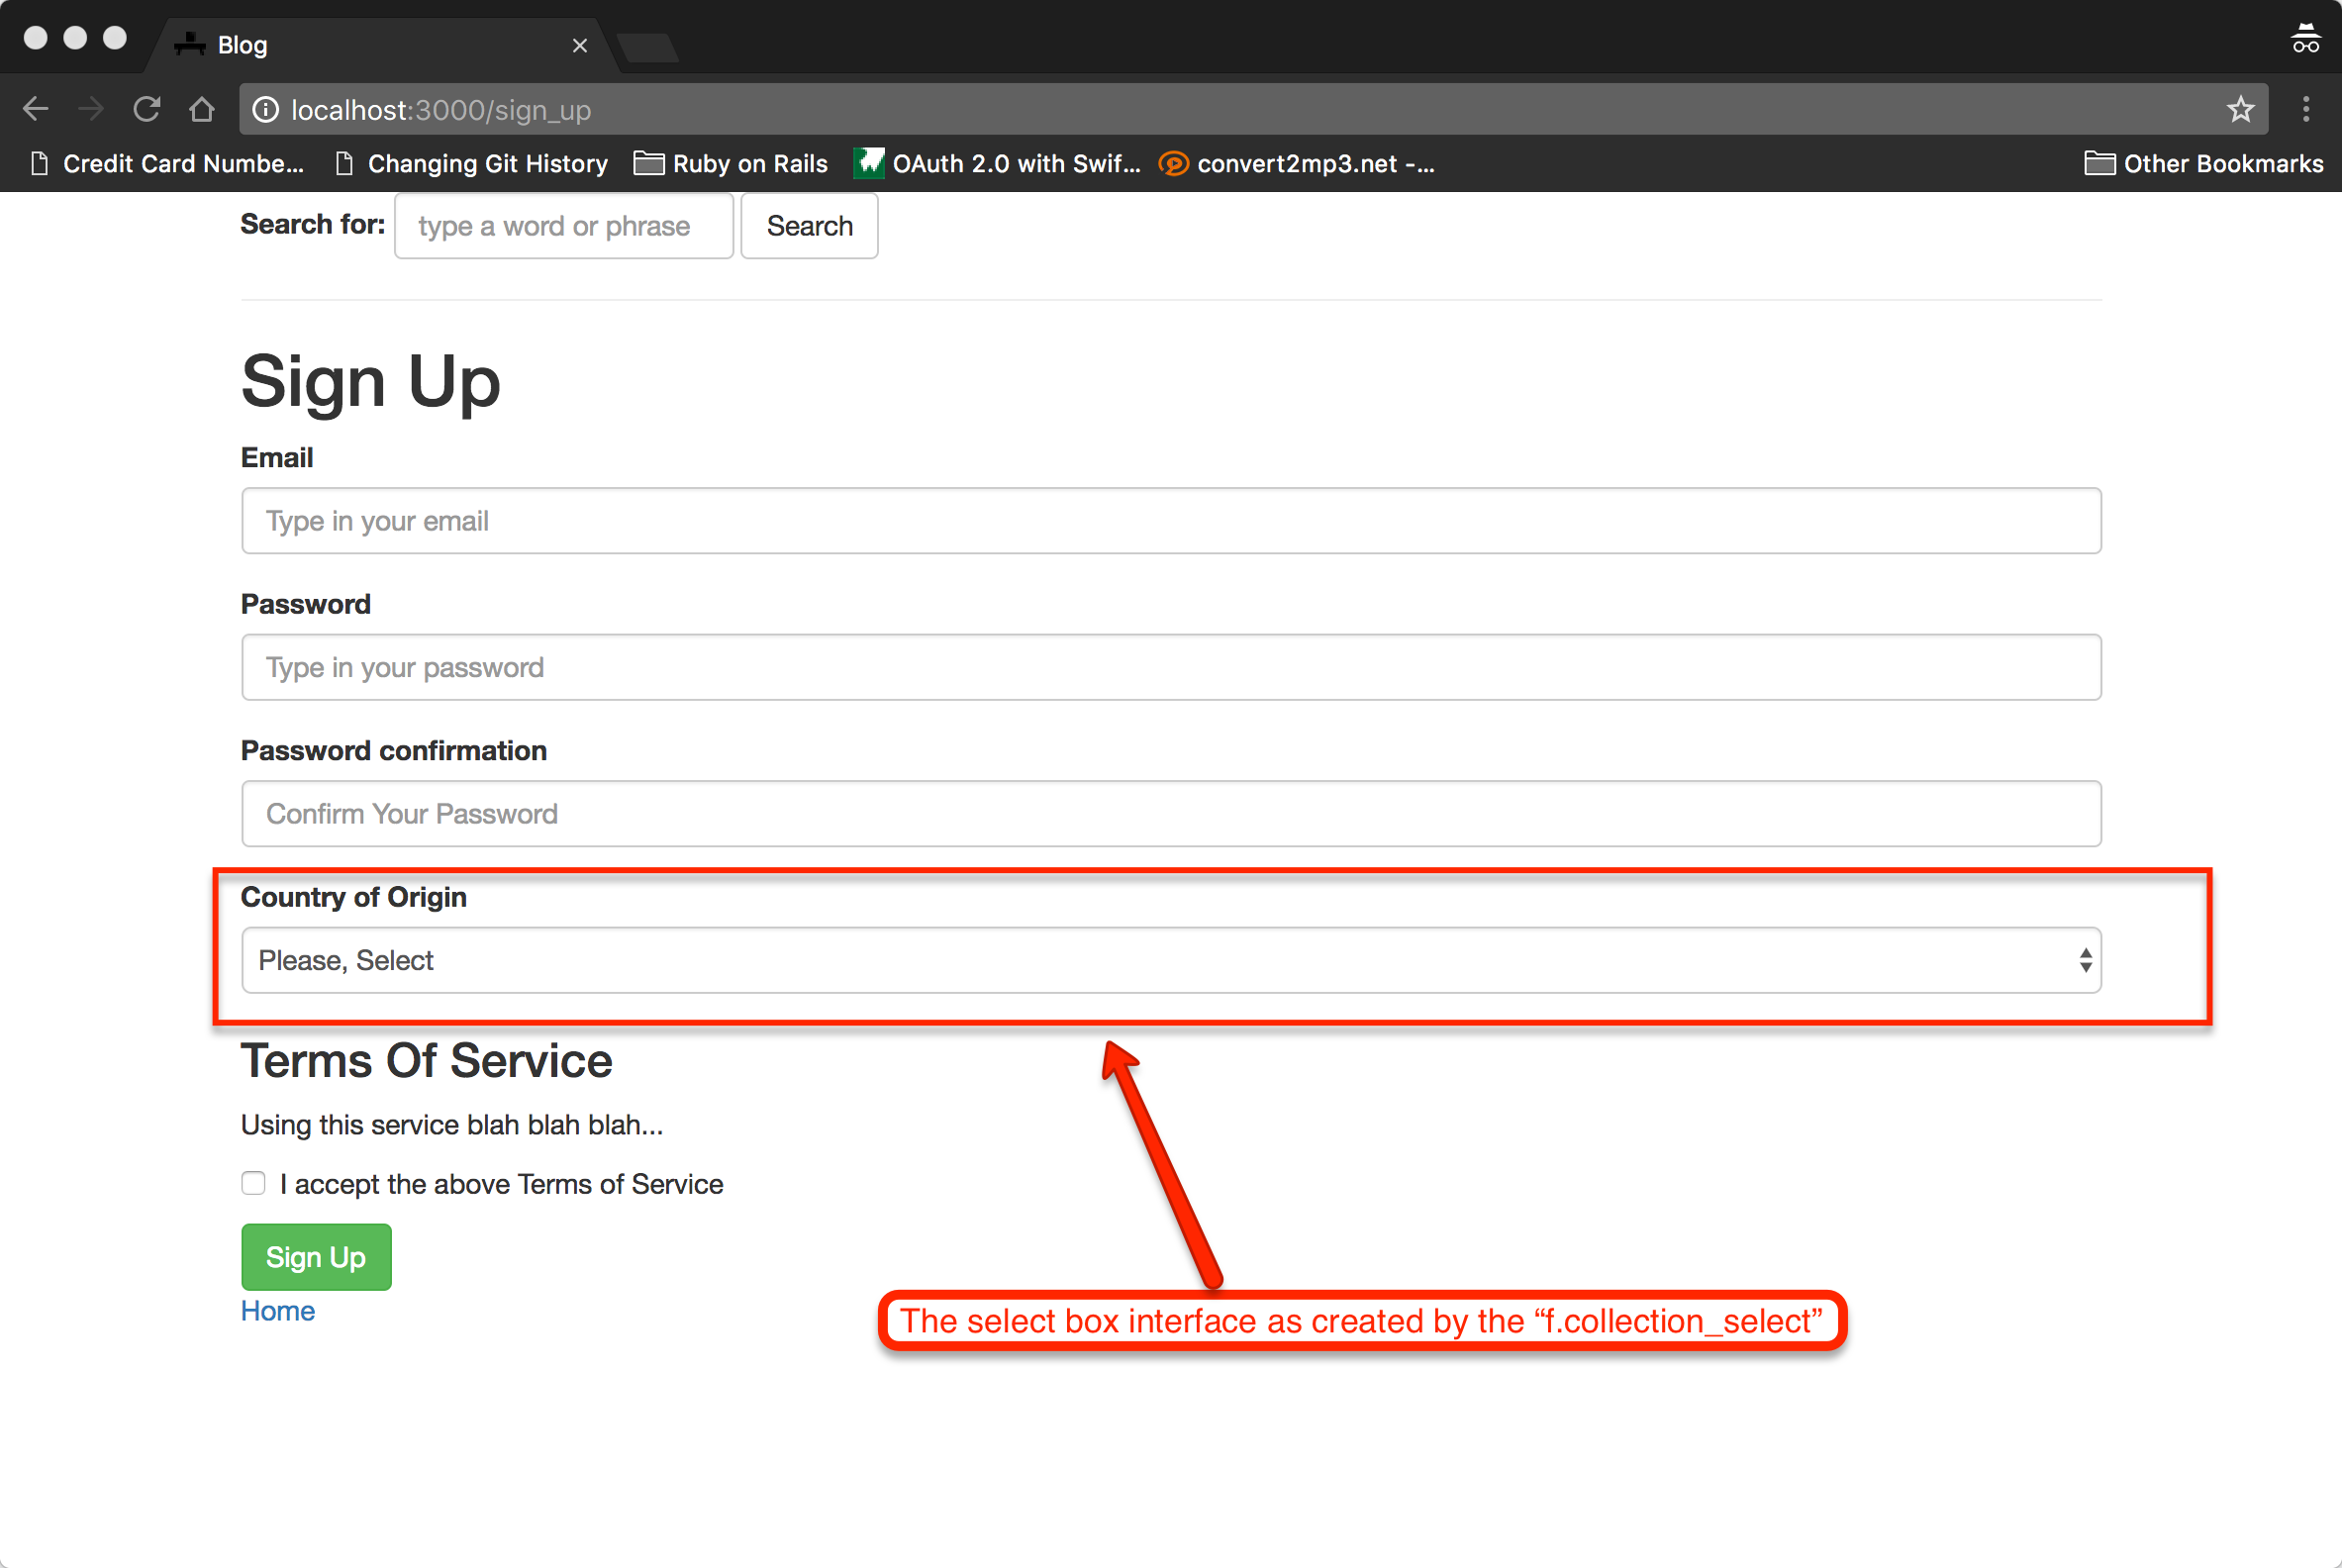 Blog
localhost:3000/sign_up
Credit Card Numbe... Changing Git History Ruby on Rails OAuth 2.0 with Swif... convert2mp3.net -... Other Bookmarks
Search for: type a word or phrase Search
Sign Up
Email
Type in your email
Password
Type in your password
Password confirmation
Confirm Your Password
Country of Origin
Please, Select
Terms Of Service
Using this service blah blah blah...
I accept the above Terms of Service
Sign Up
Home
The select box interface as created by the “f.collection_select”